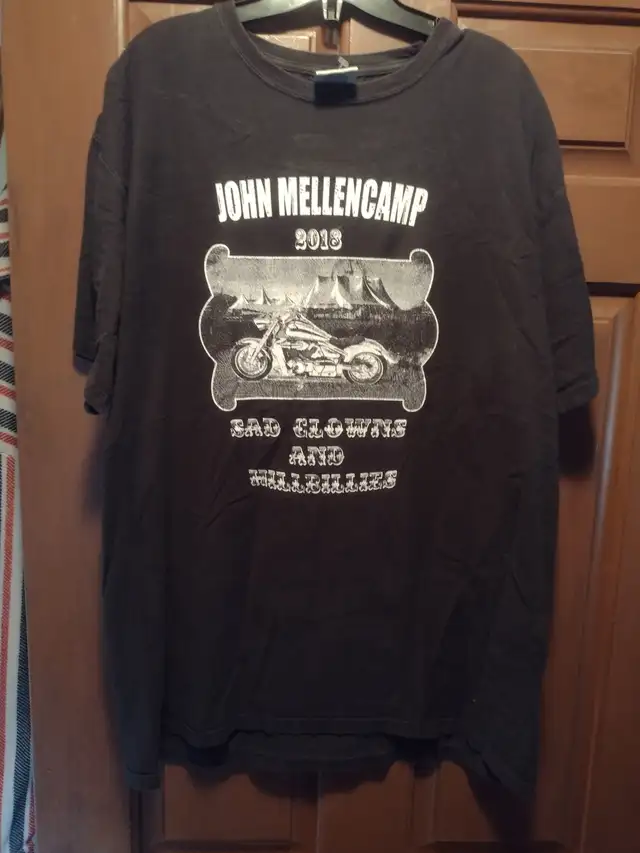 JOHN MELLENCAMP
2018
SAD CLOWNS
AND
HILLBILLIES